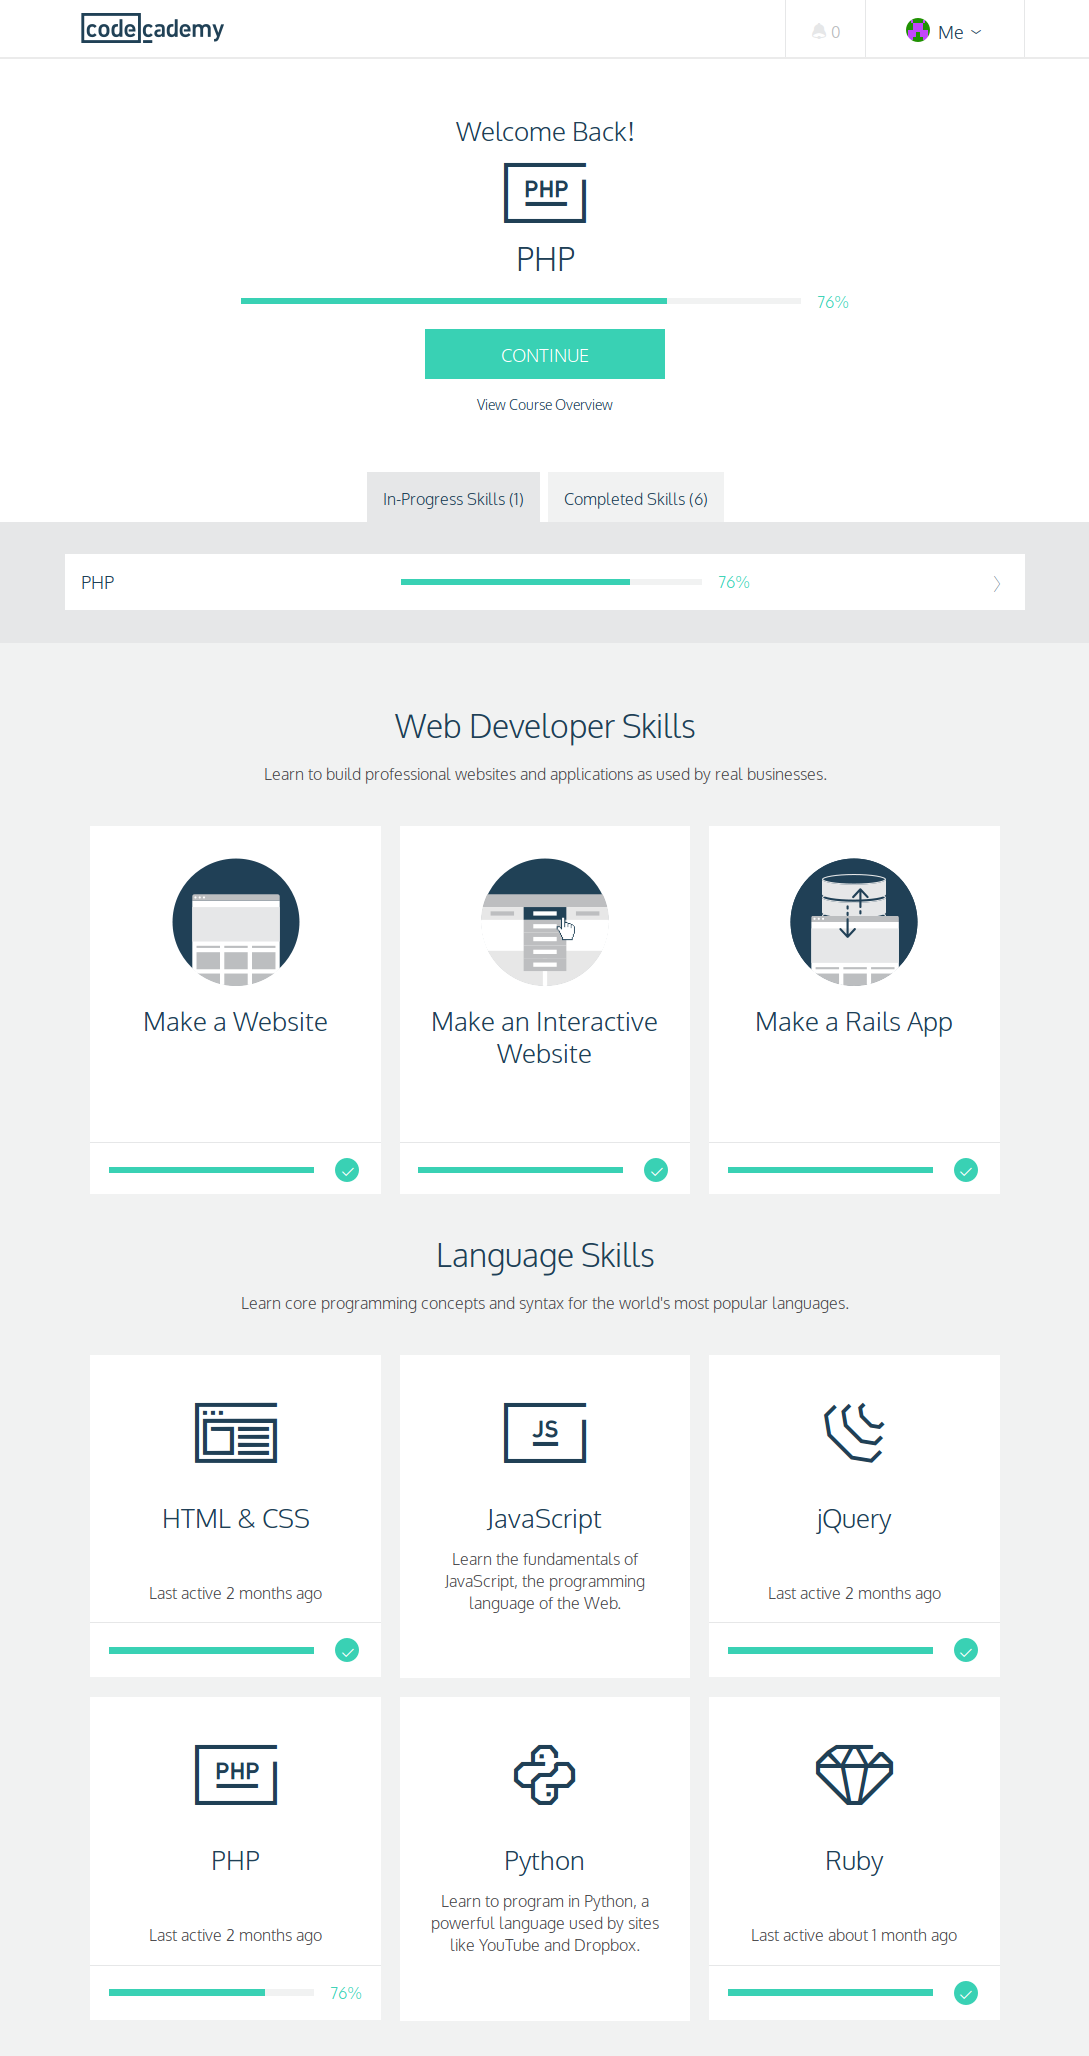 codecademy
0
Me
Welcome Back!
PHP
PHP
76%
CONTINUE
View Course Overview
In-Progress Skills (1)
Completed Skills (6)
PHP
76%
Web Developer Skills
Learn to build professional websites and applications as used by real businesses.
Make a Website
Make an Interactive
Website
Make a Rails App
Language Skills
Learn core programming concepts and syntax for the world's most popular languages.
HTML & CSS
Last active 2 months ago
JS
JavaScript
Learn the fundamentals of
JavaScript, the programming
language of the Web.
jQuery
Last active 2 months ago
PHP
PHP
Last active 2 months ago
76%
Python
Learn to program in Python, a
powerful language used by sites
like YouTube and Dropbox.
Ruby
Last active about 1 month ago